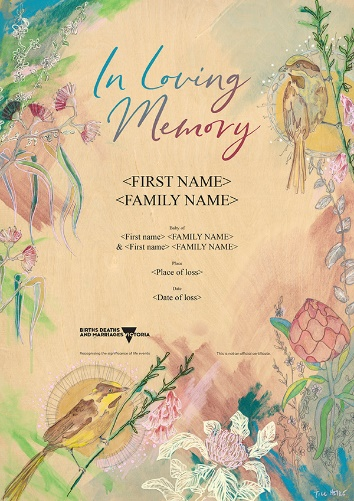 In Loving
Memory
<FIRST NAME>
<FAMILY NAME>
Baby of
<First name> <FAMILY NAME>
& <First name> <FAMILY NAME>
Place
<Place of loss>
Date
<Date of loss>
BIRTHS DEATHS
AND MARRIAGES VICTORIA
Recognising the significance of life events.
This is not an official certificate.